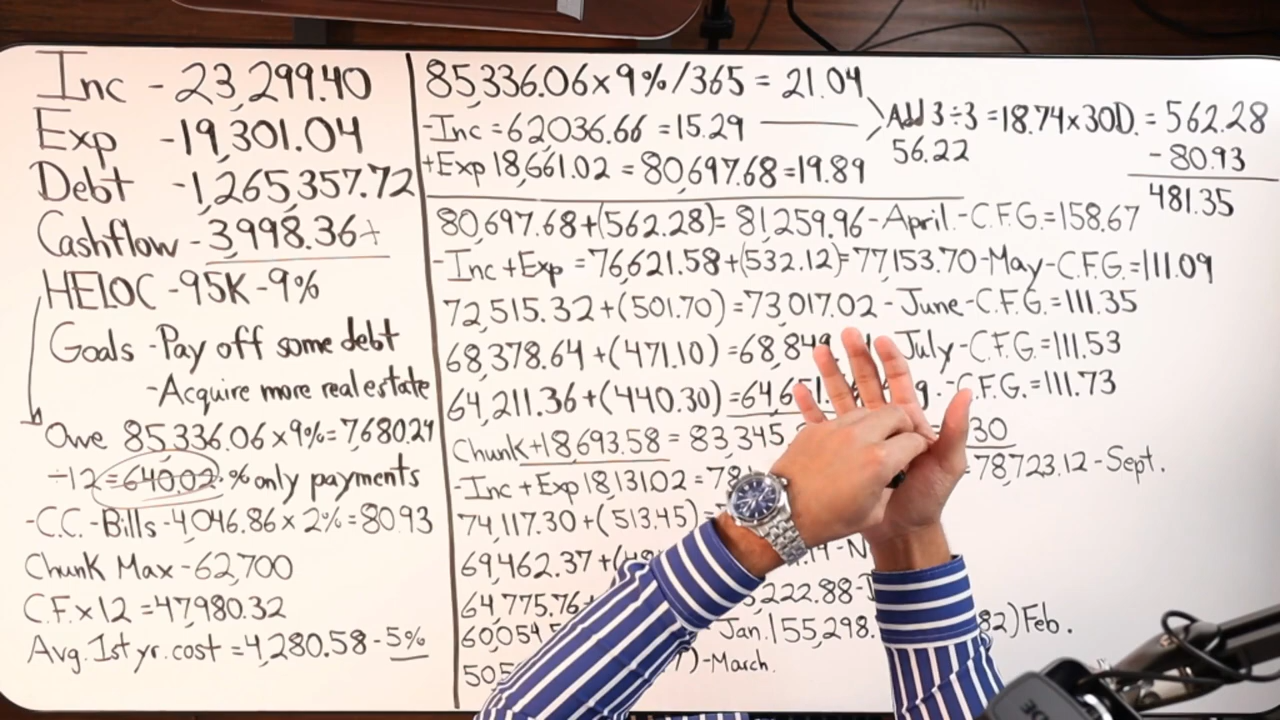 Inc - 23,299.40
Exp - 19,301.04
Debt - 1,265,357.72
Cashflow - 3,998.36+
HELOC - 95K - 9%
Goals - Pay off some debt
- Acquire more real estate
Owe 85,336.06 x 9% = 7,680.24
÷12 = 640.02 - % only payments
- C.C. - Bills - 4,046.86 x 2% = 80.93
Chunk Max - 62,700
C.F. x 12 = 47,980.32
Avg. 1st yr. cost = 4,280.58 - 5%
85,336.06 x 9% / 365 = 21.04
- Inc = 62,036.66 = 15.29
+ Exp 18,661.02 = 80,697.68 = 19.89
Add 3 ÷ 3 = 18.74 x 30D. = 562.28
56.22
- 80.93
481.35
80,697.68 + (562.28) = 81,259.96 - April - C.F.G. = 158.67
- Inc + Exp = 76,621.58 + (532.12) = 77,153.70 - May - C.F.G. = 111.09
72,515.32 + (501.70) = 73,017.02 - June - C.F.G. = 111.35
68,378.64 + (471.10) = 68,849 July - C.F.G. = 111.53
64,211.36 + (440.30) = 64,651 g. - C.F.G. = 111.73
Chunk + 18,693.58 = 83,345 30
- Inc + Exp 18,131.02 = = 78,723.12 - Sept.
74,117.30 + (513.45)
69,462.37 +
64,775.76 + 222.88 -
Jan. | 55,298. 82) Feb.
) - March.